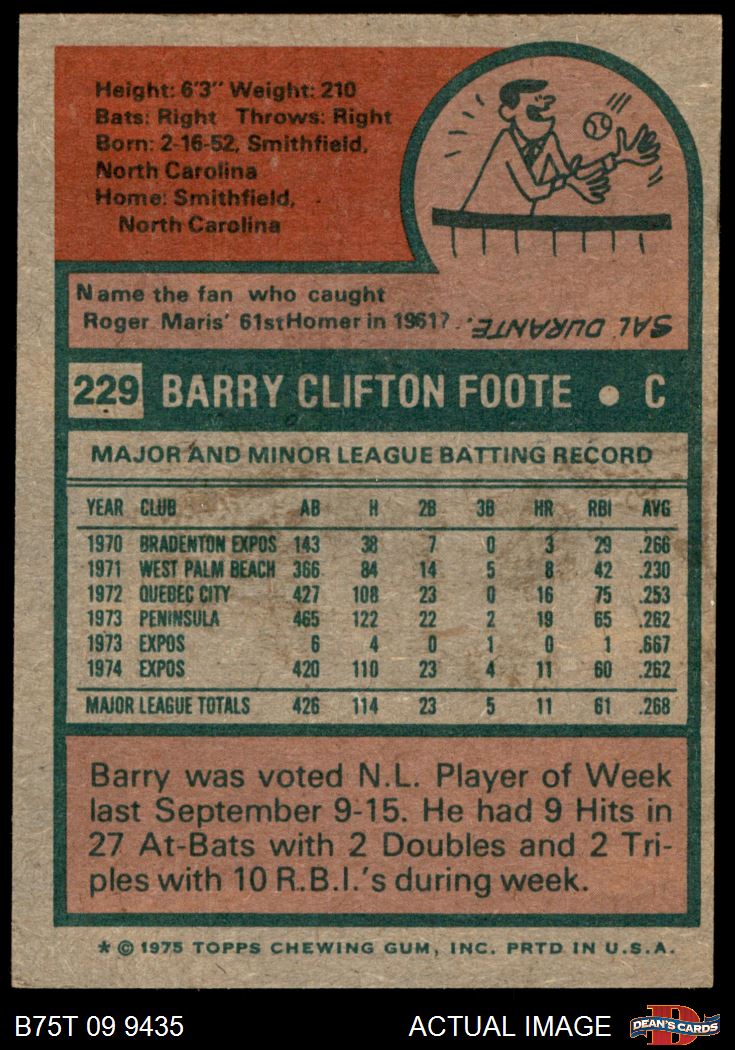 Height: 6'3" Weight: 210
Bats: Right Throws: Right
Born: 2-16-52, Smithfield,
North Carolina
Home: Smithfield,
North Carolina
Name the fan who caught
Roger Maris' 61st Homer in 1961? . .
SAL DURANTE
229 BARRY CLIFTON FOOTE • C
MAJOR AND MINOR LEAGUE BATTING RECORD
YEAR CLUB AB H 2B 3B HR RBI AVG
1970 BRADENTON EXPOS 143 38 7 0 3 29 .266
1971 WEST PALM BEACH 366 84 14 5 8 42 .230
1972 QUEBEC CITY 427 108 23 0 16 75 .253
1973 PENINSULA 465 122 22 2 19 65 .262
1973 EXPOS 6 4 0 1 0 1 .667
1974 EXPOS 420 110 23 4 11 60 .262
MAJOR LEAGUE TOTALS 426 114 23 5 11 61 .268
Barry was voted N.L. Player of Week
last September 9-15. He had 9 Hits in
27 At-Bats with 2 Doubles and 2 Tri-
ples with 10 R.B.I.'s during week.
* © 1975 TOPPS CHEWING GUM, INC. PRTD IN U.S.A.
B75T 09 9435
ACTUAL IMAGE
D
DEAN'S CARDS